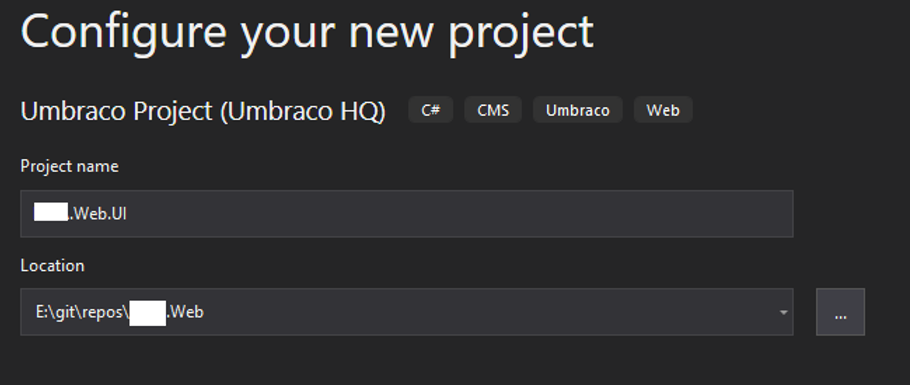 Configure your new project
Umbraco Project (Umbraco HQ) C# CMS Umbraco Web
Project name
.Web.UI
Location
E:\git\repos\ .Web
...